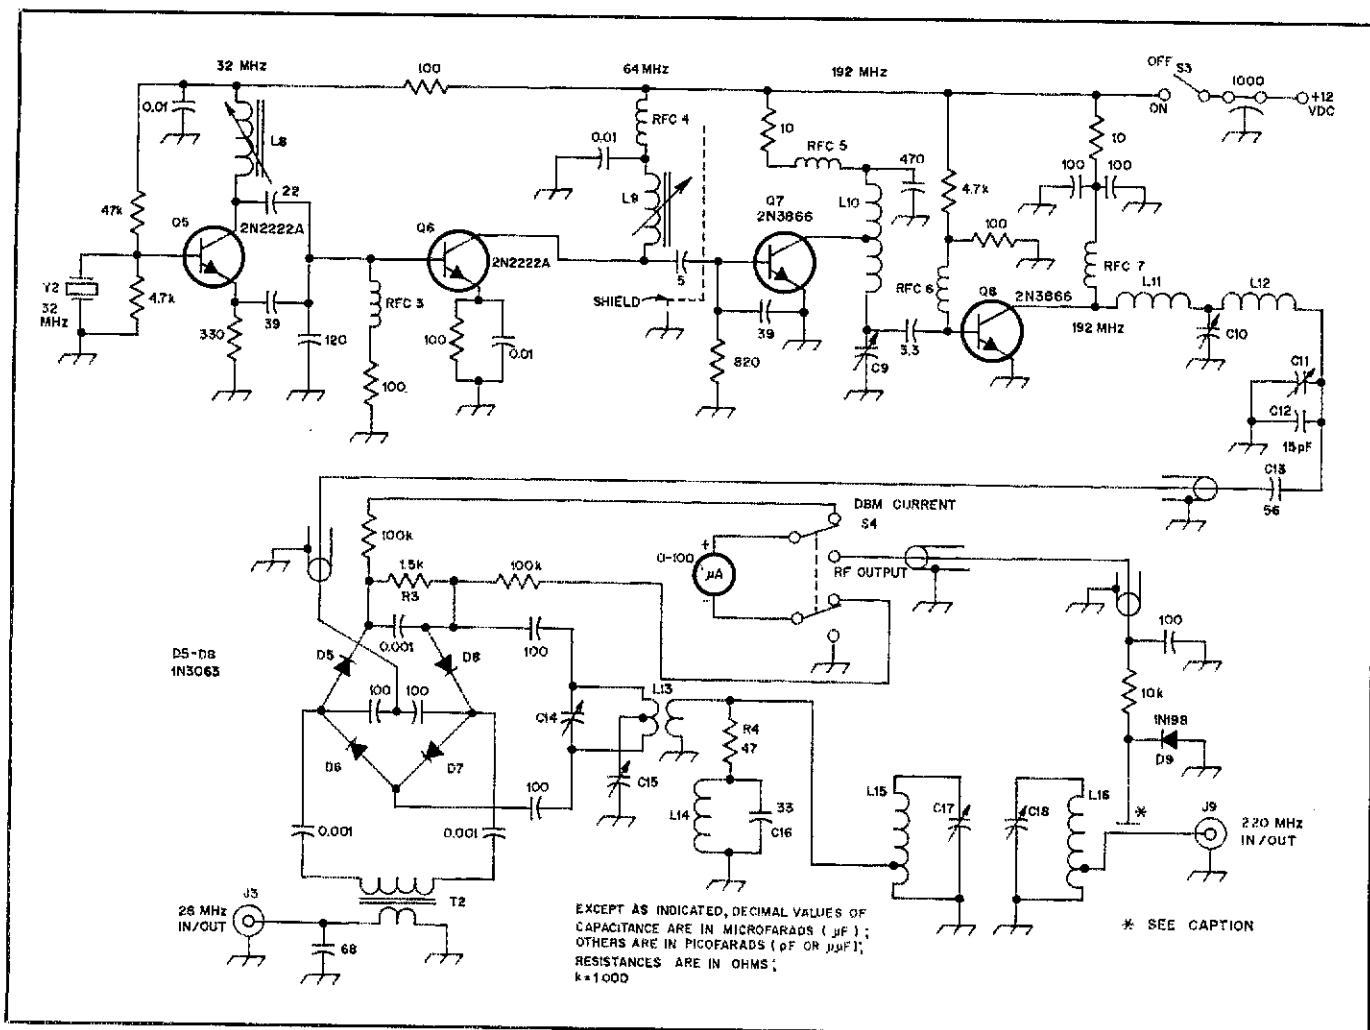 32 MHz
100
64MHz
192 MHz
OFF
S3
1000
ON
+12
VDC
0.01
L8
RFC 4
0.01
10
RFC 5
470
10
100
100
22
47k
Q5
2N2222A
Q6
2N2222A
L9
Q7
2N3866
L10
4.7k
100
RFC 7
L11
L12
Y2
32
MHz
4.7k
RFC 3
5
SHIELD
RFC 6
Q8
2N3866
192 MHz
C10
330
39
120
100
0.01
39
820
3.3
C9
C11
100
C12
15pF
C13
56
DBM CURRENT
S4
100k
1.5k
R3
100k
+
0-100
μA
RF OUTPUT
0.001
100
100
D5-D8
1N3063
D5
D8
100
100
L13
10k
C14
R4
47
1N198
D9
D6
D7
C15
100
L15
C17
C18
L16
*
J9
220 MHz
IN/OUT
0.001
0.001
L14
33
C16
J3
28 MHz
IN/OUT
T2
68
EXCEPT AS INDICATED, DECIMAL VALUES OF
CAPACITANCE ARE IN MICROFARADS ( μF ) ;
OTHERS ARE IN PICOFARADS ( pF OR μμF);
RESISTANCES ARE IN OHMS;
k=1000
* SEE CAPTION